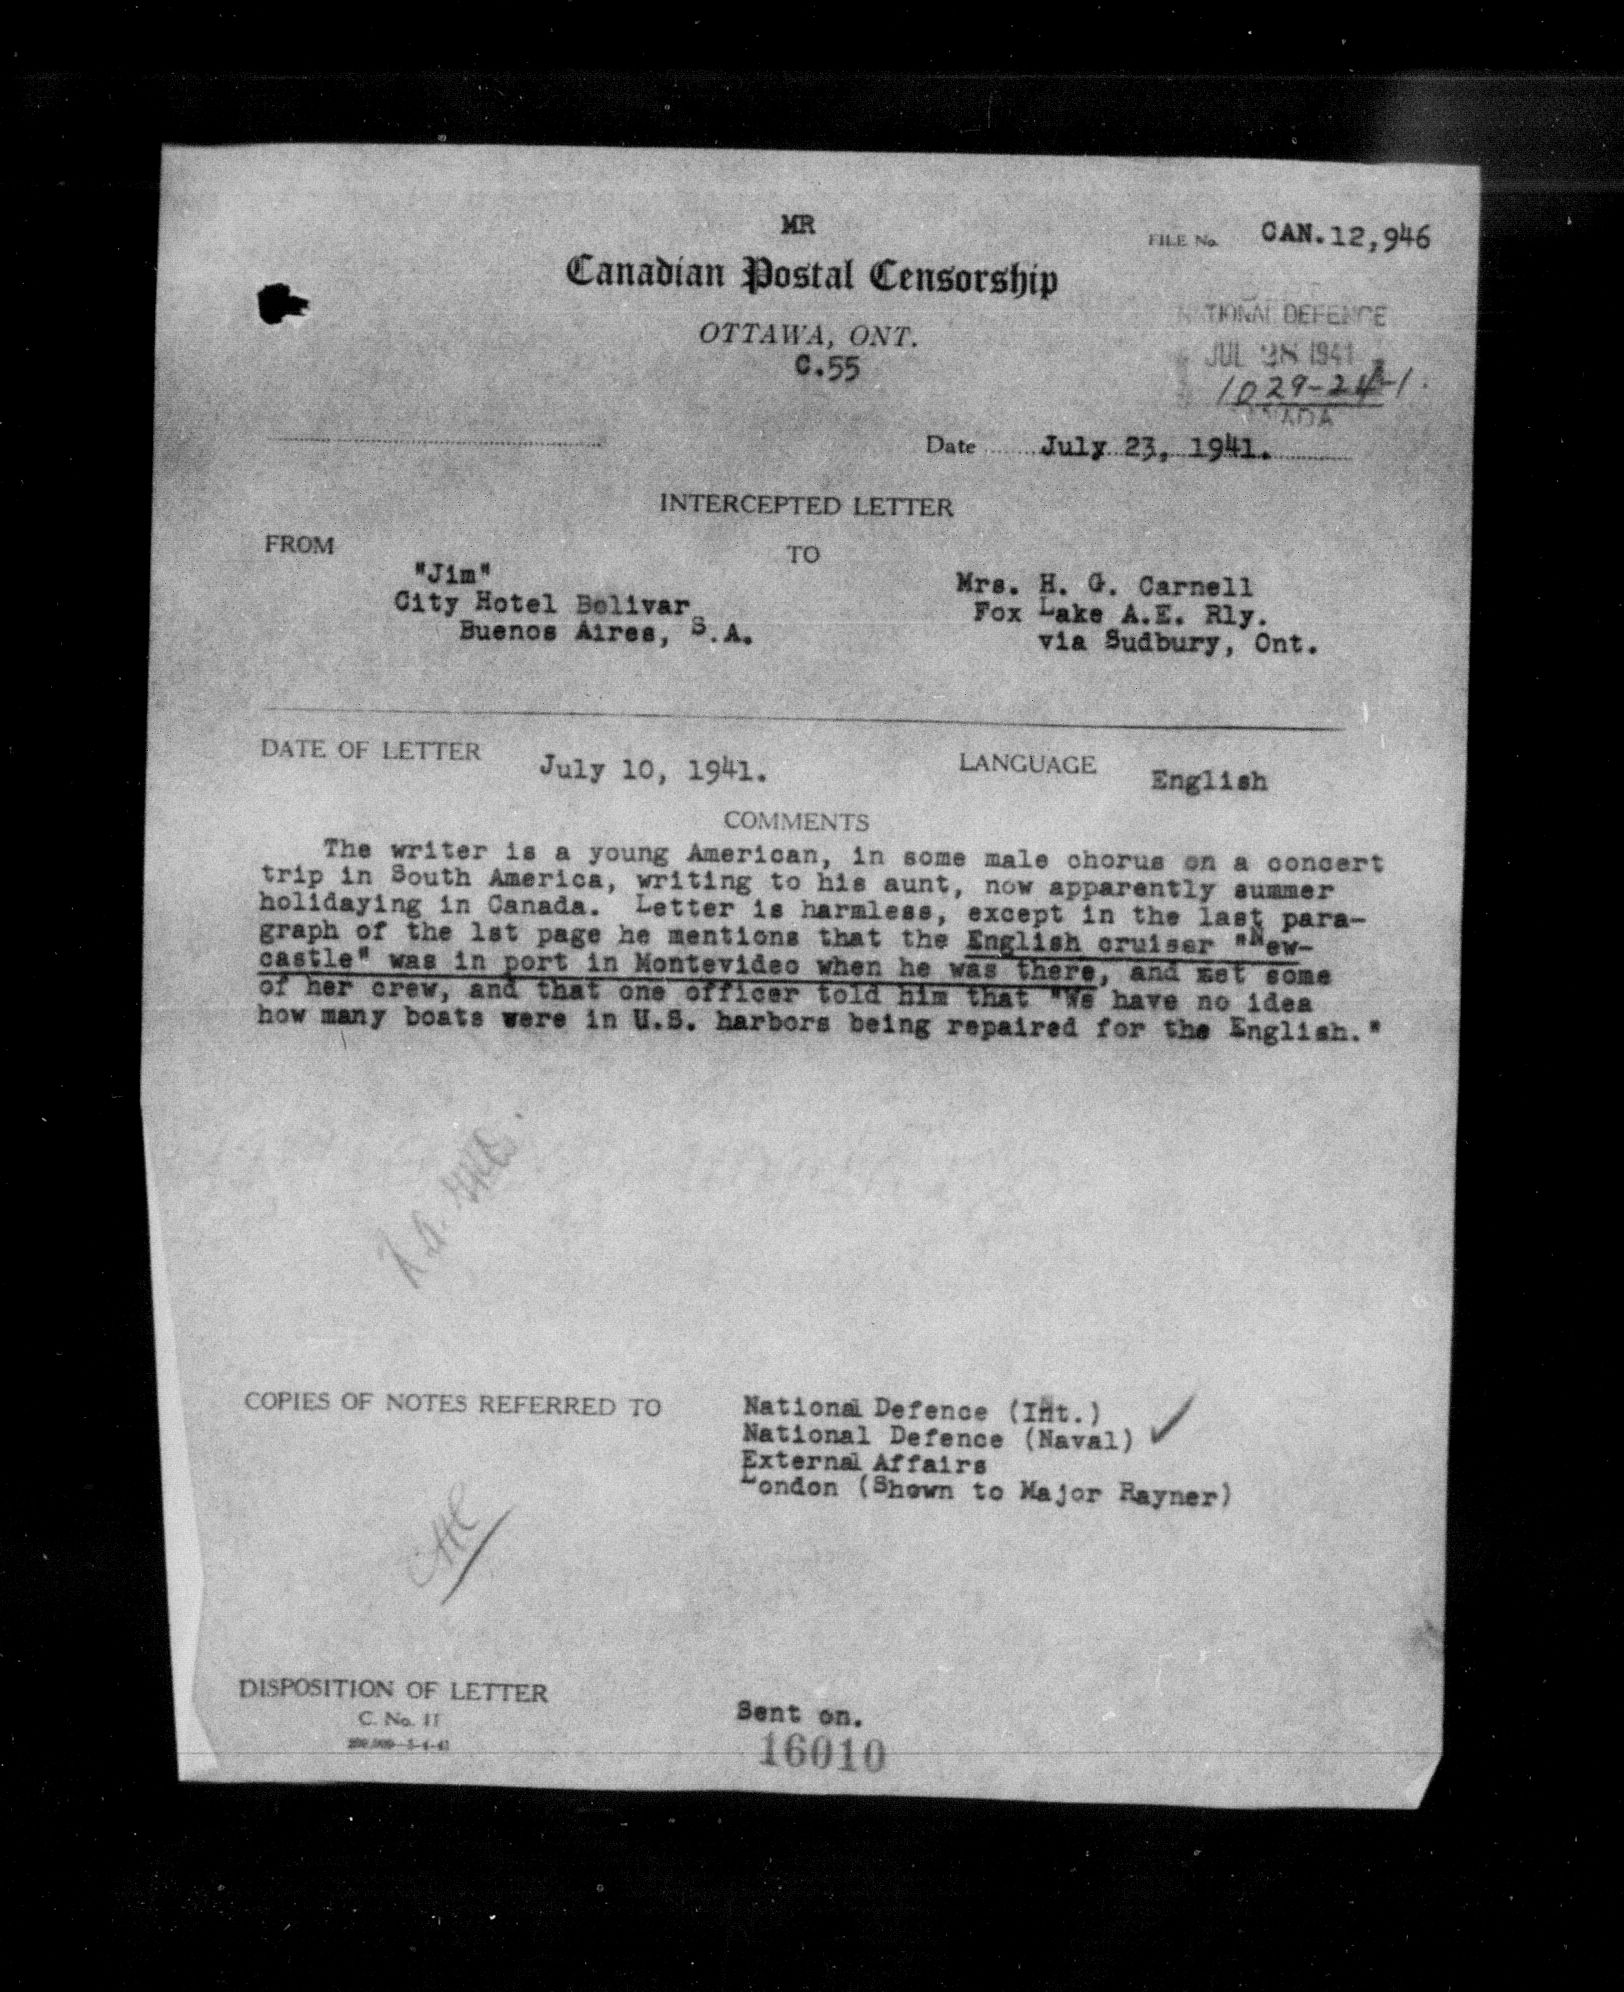 MR
FILE No. CAN.12,946
Canadian Postal Censorship
NATIONAL DEFENCE
OTTAWA, ONT.
JUL 28 1941
C.55
1029-24-1.
CANADA
Date July 23, 1941.
INTERCEPTED LETTER
FROM
TO
"Jim"
City Hotel Bolivar
Buenos Aires, S.A.
Mrs. H. G. Carnell
Fox Lake A.E. Rly.
via Sudbury, Ont.
DATE OF LETTER July 10, 1941. LANGUAGE English
COMMENTS
The writer is a young American, in some male chorus on a concert
trip in South America, writing to his aunt, now apparently summer
holidaying in Canada. Letter is harmless, except in the last para-
graph of the 1st page he mentions that the English cruiser "New-
castle" was in port in Montevideo when he was there, and met some
of her crew, and that one officer told him that "We have no idea
how many boats were in U.S. harbors being repaired for the English."
COPIES OF NOTES REFERRED TO
National Defence (Int.)
National Defence (Naval)
External Affairs
London (Shown to Major Rayner)
DISPOSITION OF LETTER
Sent on.
C. No. 11
16010